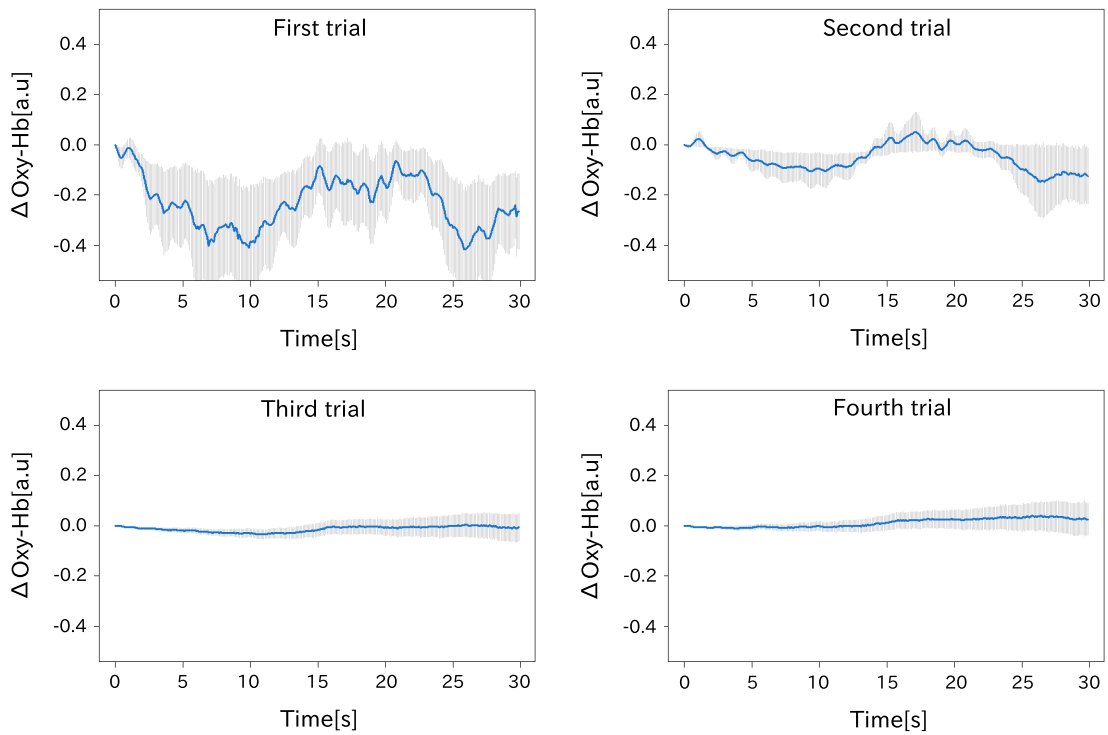 First trial
Δ Oxy-Hb[a.u]
0.4
0.2
0.0
-0.2
-0.4
0 5 10 15 20 25 30
Time[s]
Second trial
Δ Oxy-Hb[a.u]
0.4
0.2
0.0
-0.2
-0.4
0 5 10 15 20 25 30
Time[s]
Third trial
Δ Oxy-Hb[a.u]
0.4
0.2
0.0
-0.2
-0.4
0 5 10 15 20 25 30
Time[s]
Fourth trial
Δ Oxy-Hb[a.u]
0.4
0.2
0.0
-0.2
-0.4
0 5 10 15 20 25 30
Time[s]